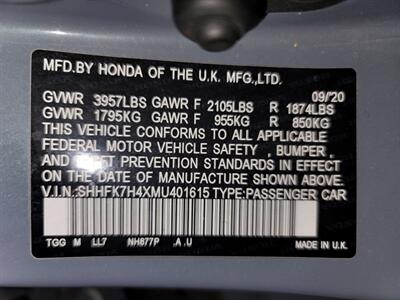 MFD.BY HONDA OF THE U.K. MFG.,LTD.
09/'20
GVWR 3957LBS GAWR F 2105LBS R 1874LBS
GVWR 1795KG GAWR F 955KG R 850KG
THIS VEHICLE CONFORMS TO ALL APPLICABLE
FEDERAL MOTOR VEHICLE SAFETY , BUMPER ,
AND THEFT PREVENTION STANDARDS IN EFFECT
ON THE DATE OF MANUFACTURE SHOWN ABOVE.
V.I.N.:SHHFK7H4XMU401615 TYPE:PASSENGER CAR
TGG M LL7 NH877P .A .U MADE IN U.K.